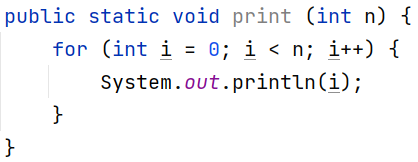 public static void print (int n) {
    for (int i = 0; i < n; i++) {
        System.out.println(i);
    }
}